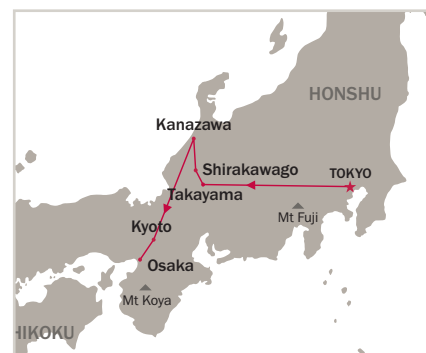 HONSHU
Kanazawa
Shirakawago
TOKYO
Takayama
Mt Fuji
Kyoto
Osaka
Mt Koya
HIKOKU